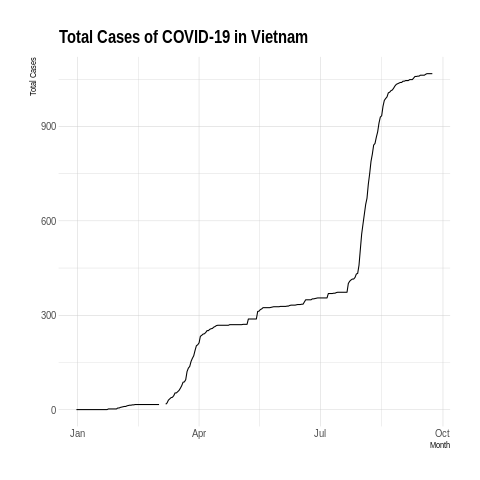 Total Cases of COVID-19 in Vietnam
Total Cases
900
600
300
0
Jan Apr Jul Oct
Month